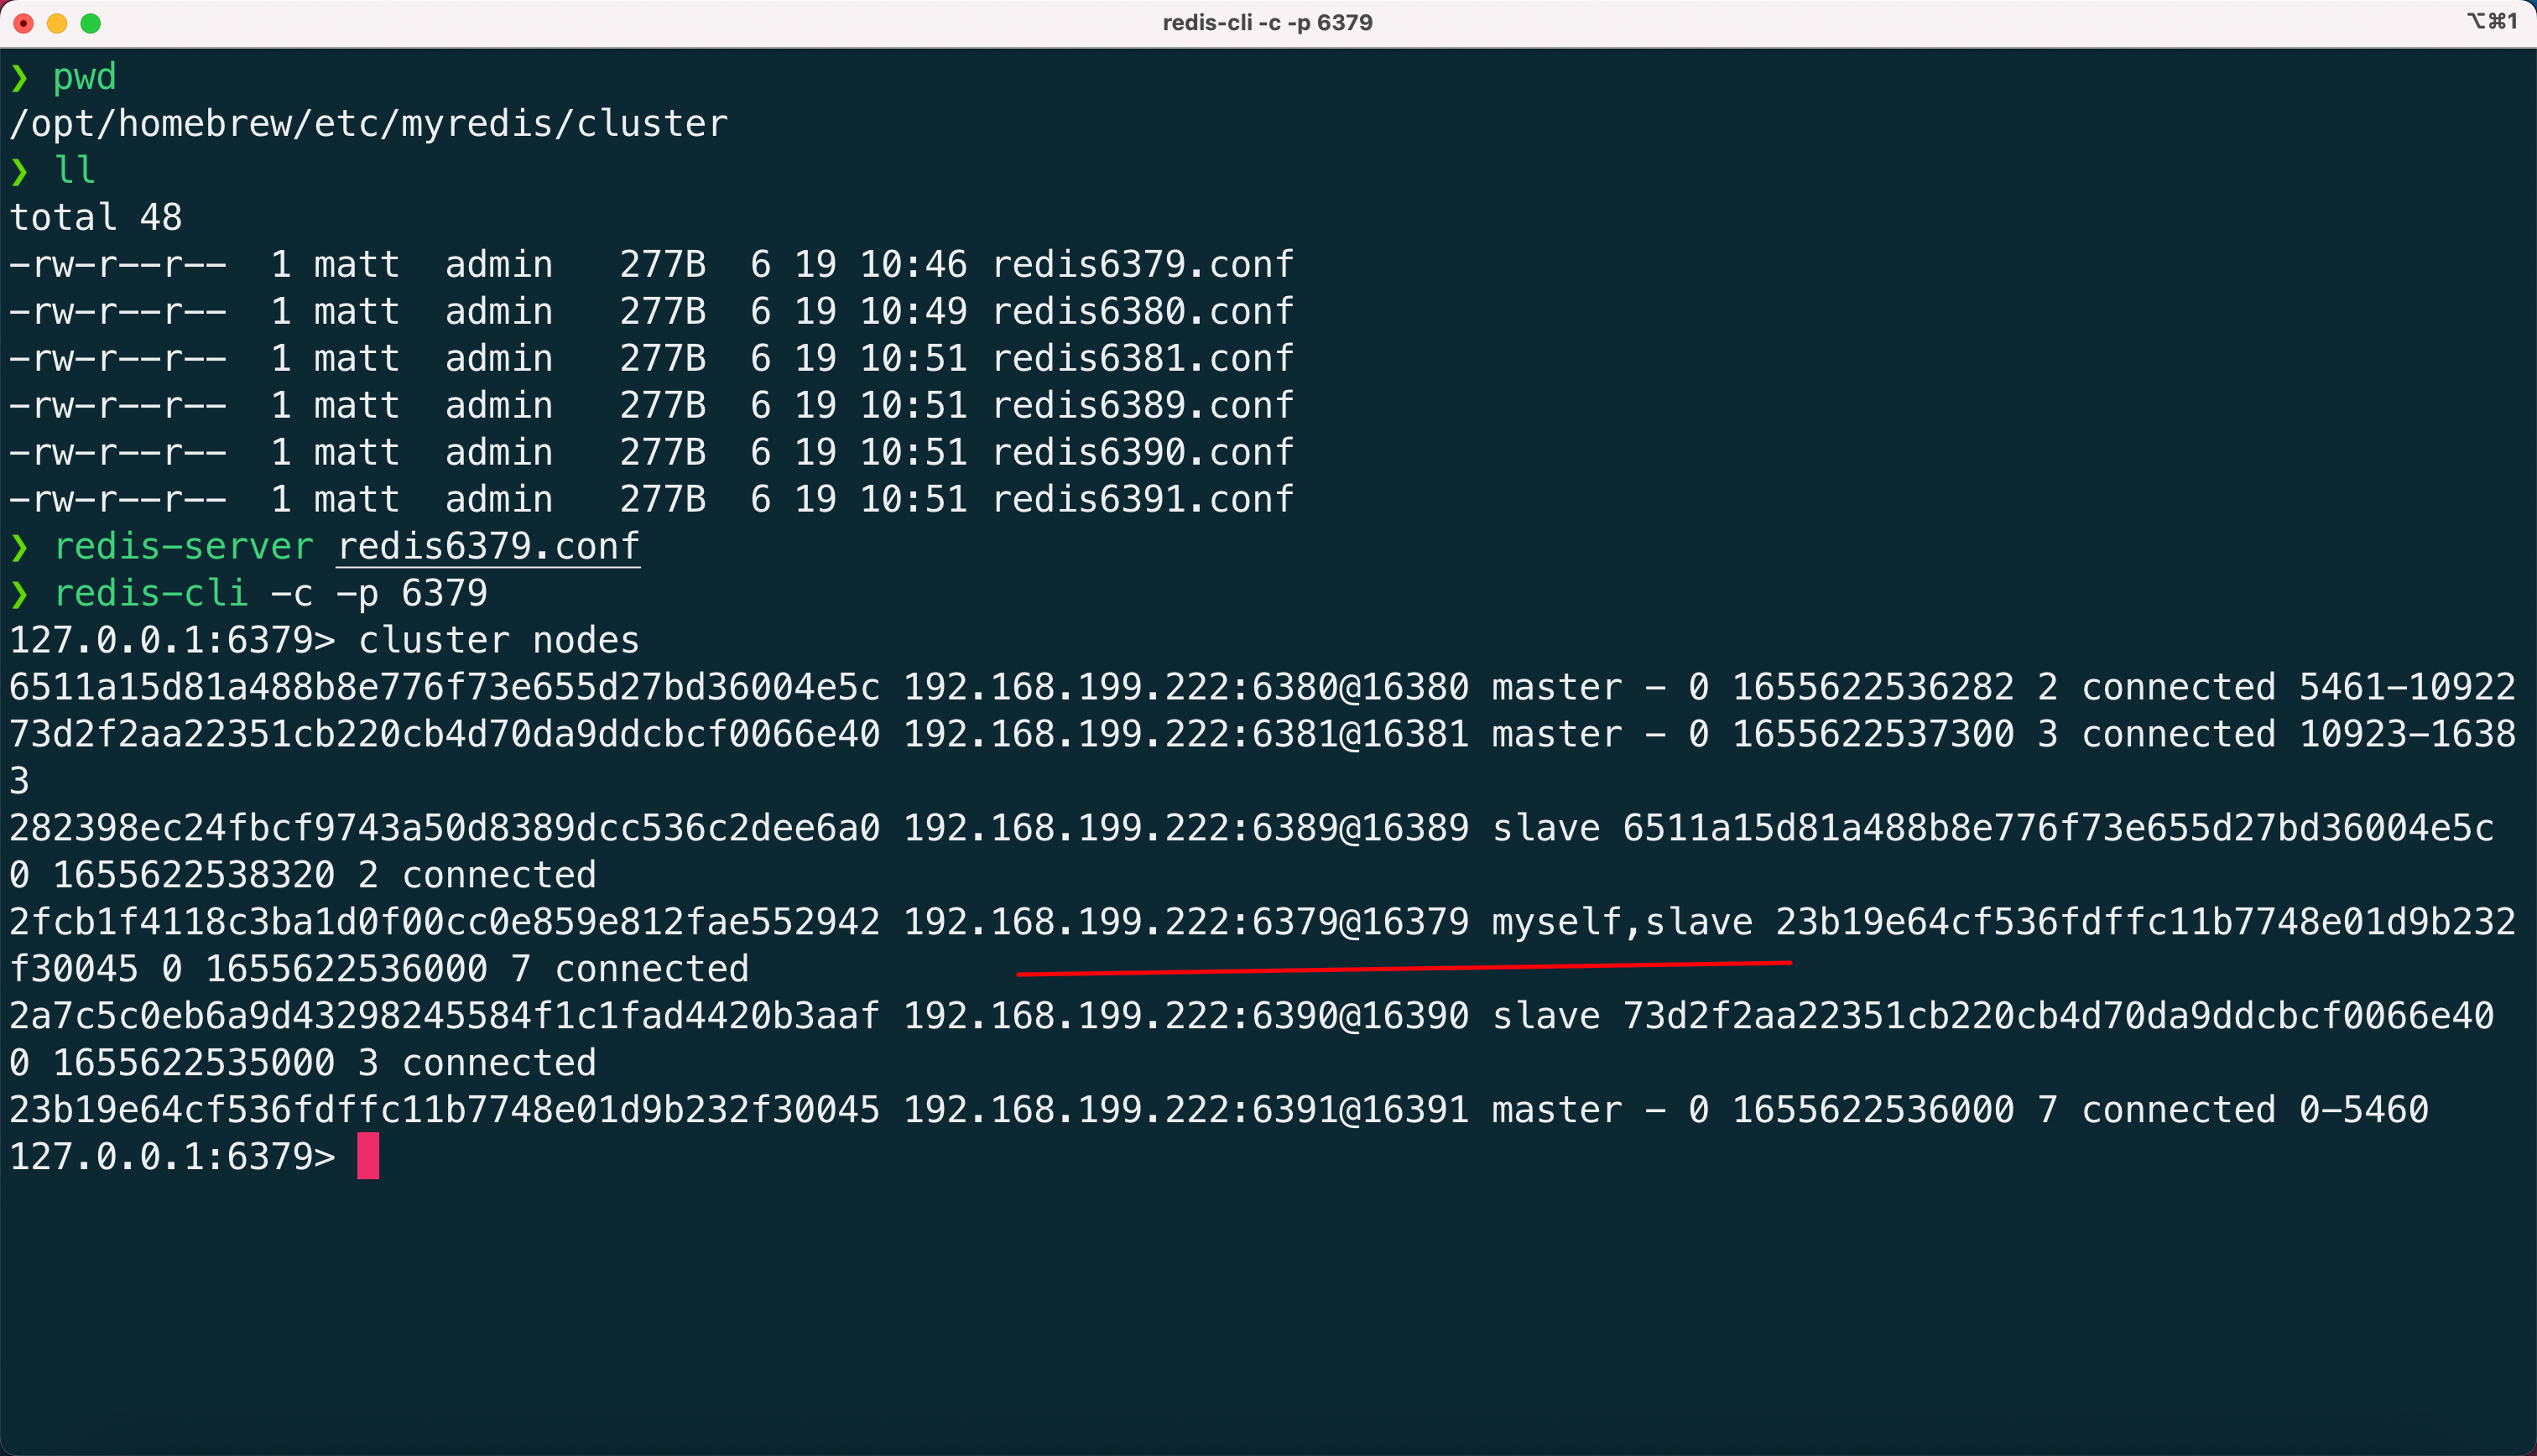 redis-cli -c -p 6379
⌥⌘1
❯ pwd
/opt/homebrew/etc/myredis/cluster
❯ ll
total 48
-rw-r--r--  1 matt  admin   277B  6 19 10:46 redis6379.conf
-rw-r--r--  1 matt  admin   277B  6 19 10:49 redis6380.conf
-rw-r--r--  1 matt  admin   277B  6 19 10:51 redis6381.conf
-rw-r--r--  1 matt  admin   277B  6 19 10:51 redis6389.conf
-rw-r--r--  1 matt  admin   277B  6 19 10:51 redis6390.conf
-rw-r--r--  1 matt  admin   277B  6 19 10:51 redis6391.conf
❯ redis-server redis6379.conf
❯ redis-cli -c -p 6379
127.0.0.1:6379> cluster nodes
6511a15d81a488b8e776f73e655d27bd36004e5c 192.168.199.222:6380@16380 master - 0 1655622536282 2 connected 5461-10922
73d2f2aa22351cb220cb4d70da9ddcbcf0066e40 192.168.199.222:6381@16381 master - 0 1655622537300 3 connected 10923-1638
3
282398ec24fbcf9743a50d8389dcc536c2dee6a0 192.168.199.222:6389@16389 slave 6511a15d81a488b8e776f73e655d27bd36004e5c
0 1655622538320 2 connected
2fcb1f4118c3ba1d0f00cc0e859e812fae552942 192.168.199.222:6379@16379 myself,slave 23b19e64cf536fdffc11b7748e01d9b232
f30045 0 1655622536000 7 connected
2a7c5c0eb6a9d43298245584f1c1fad4420b3aaf 192.168.199.222:6390@16390 slave 73d2f2aa22351cb220cb4d70da9ddcbcf0066e40
0 1655622535000 3 connected
23b19e64cf536fdffc11b7748e01d9b232f30045 192.168.199.222:6391@16391 master - 0 1655622536000 7 connected 0-5460
127.0.0.1:6379>